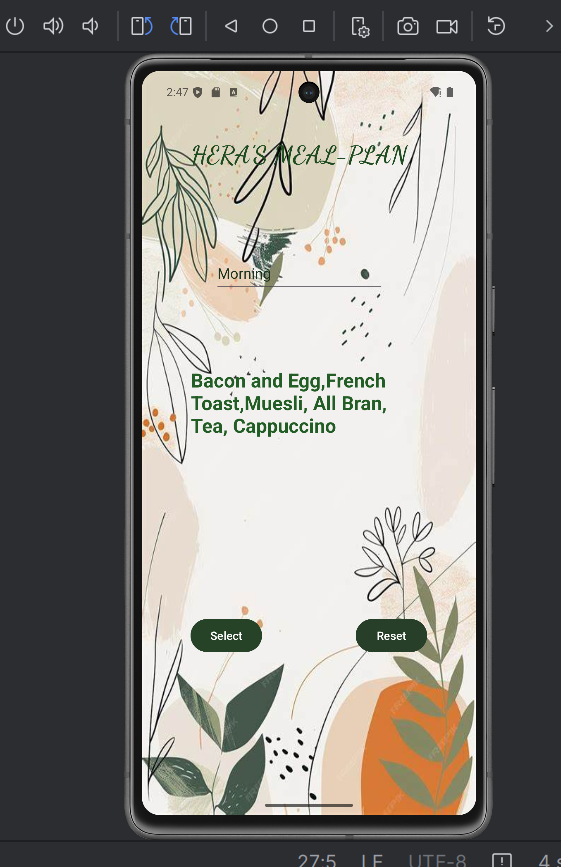 2:47
HERA'S MEAL-PLAN
Morning
Bacon and Egg,French
Toast,Muesli, All Bran,
Tea, Cappuccino
Select
Reset
27:5 LF UTF-8 4 s